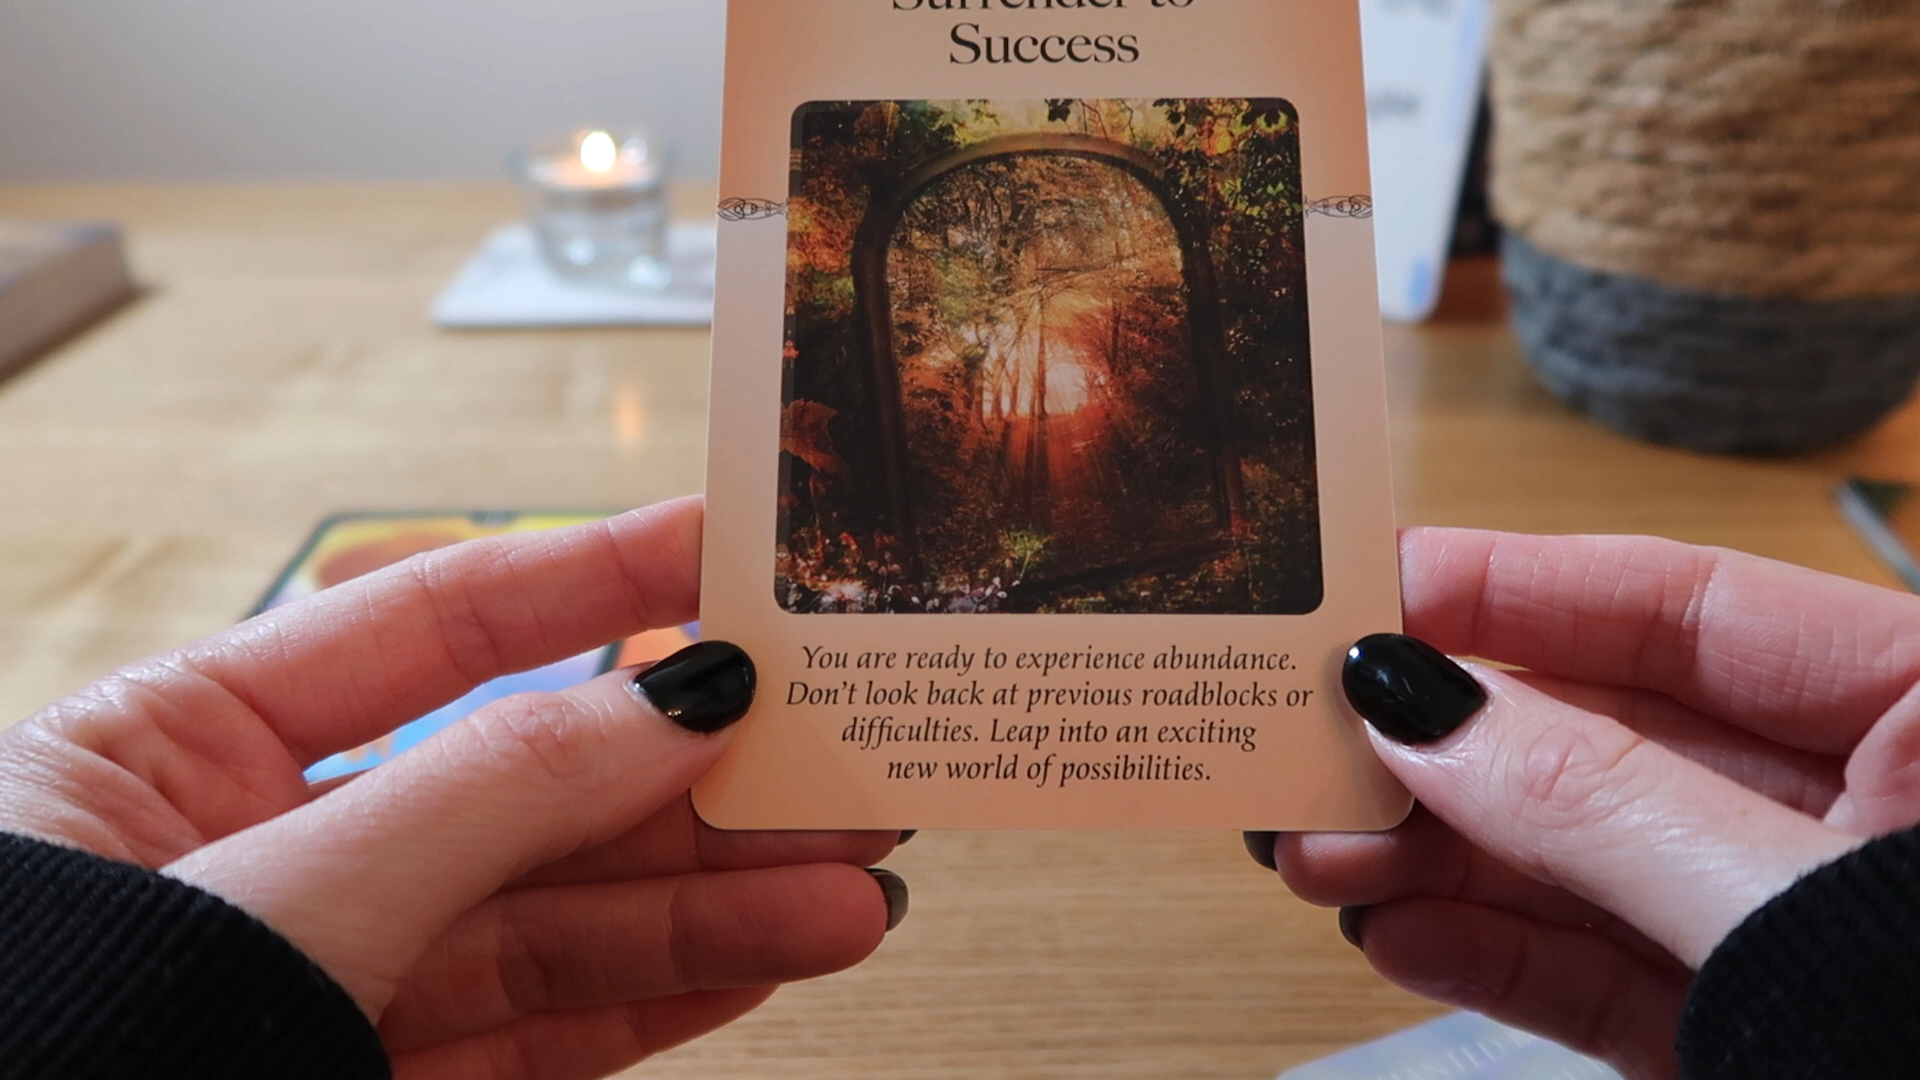 Surrender to
Success
You are ready to experience abundance.
Don't look back at previous roadblocks or
difficulties. Leap into an exciting
new world of possibilities.